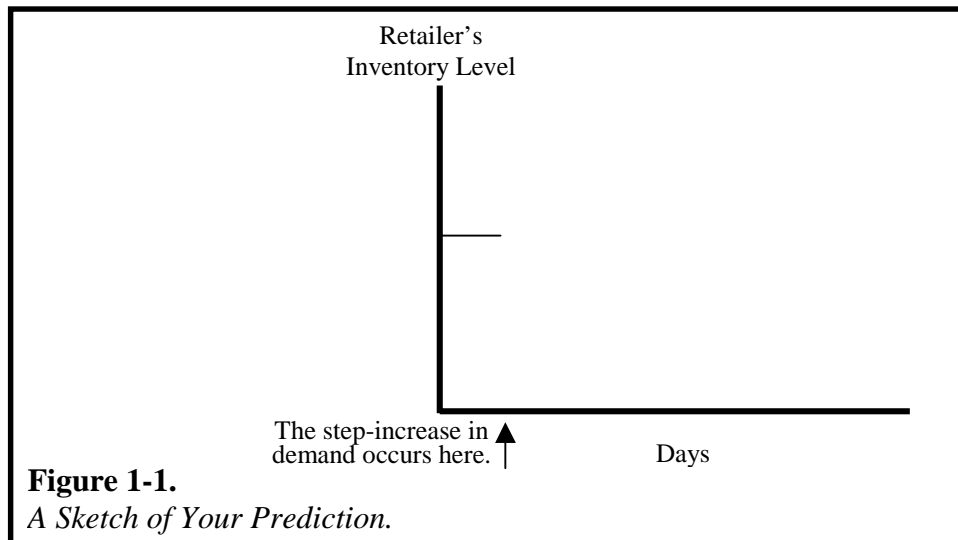 Retailer’s
Inventory Level
The step-increase in
demand occurs here.
Days
Figure 1-1.
A Sketch of Your Prediction.